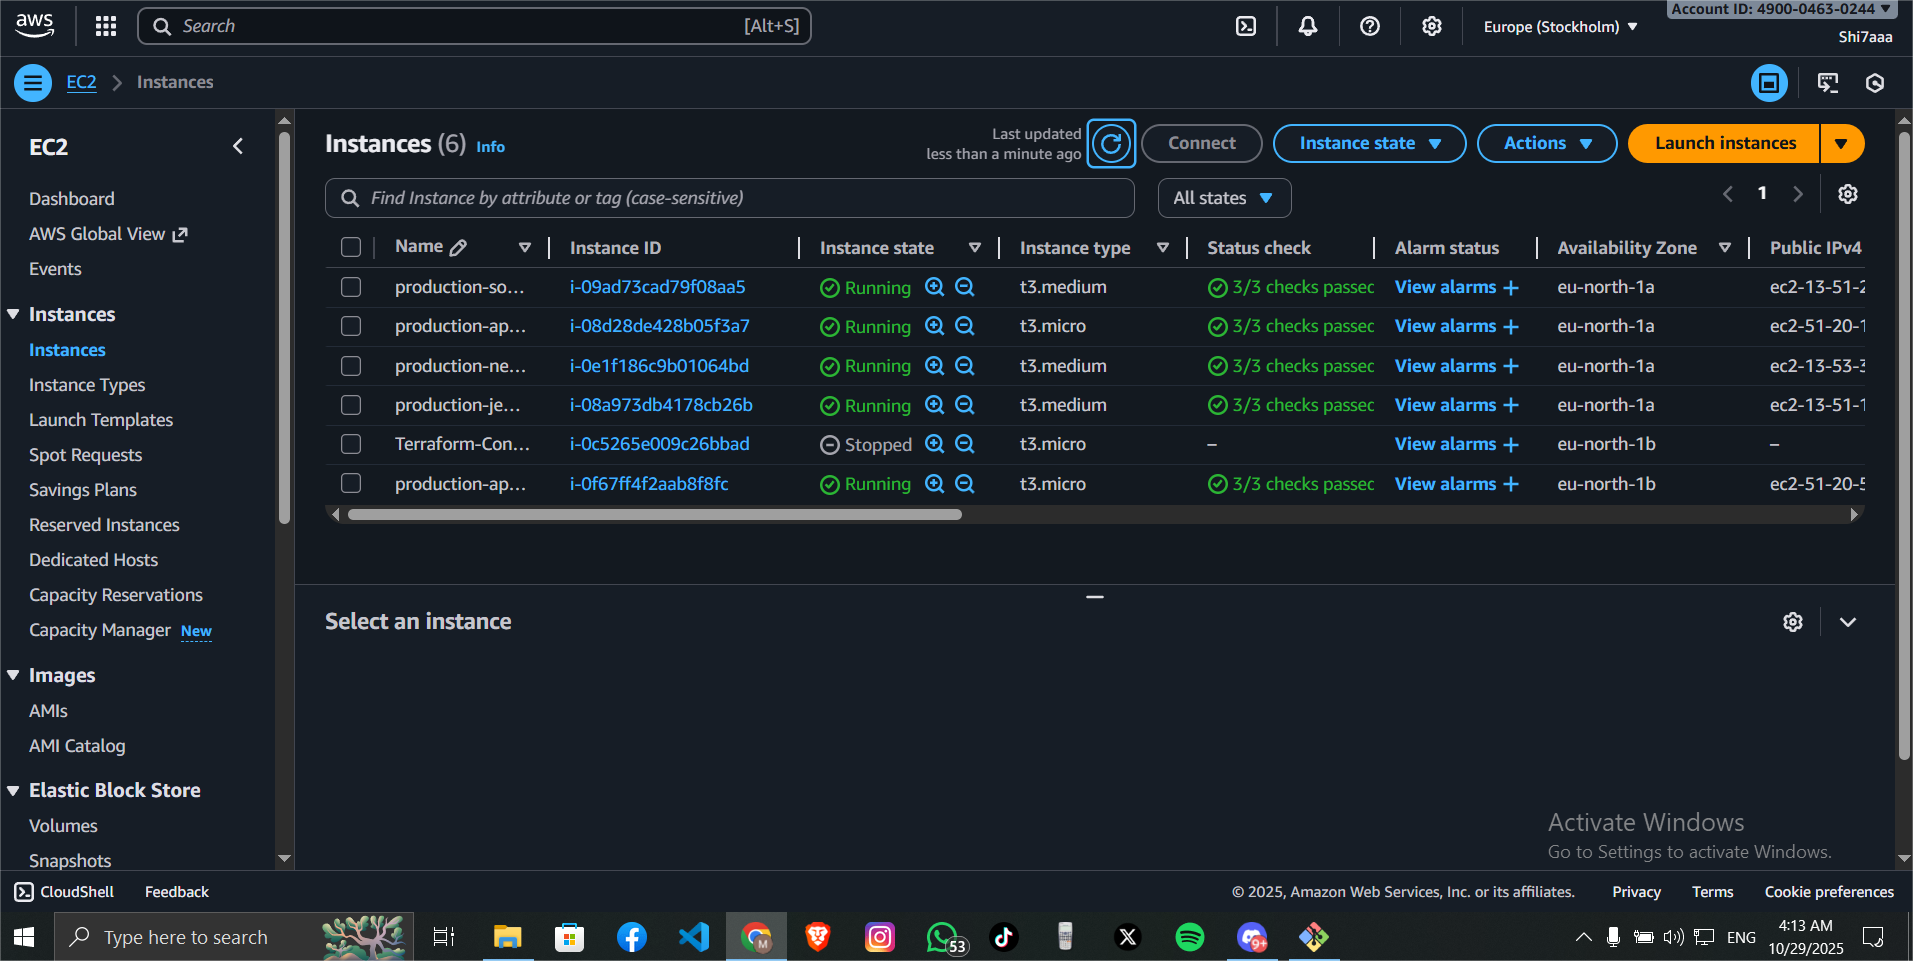 aws
Search [Alt+S]
Europe (Stockholm)
Account ID: 4900-0463-0244
Shi7aaa
EC2 Instances
EC2
Dashboard
AWS Global View
Events
Instances
Instances
Instance Types
Launch Templates
Spot Requests
Savings Plans
Reserved Instances
Dedicated Hosts
Capacity Reservations
Capacity Manager New
Images
AMIs
AMI Catalog
Elastic Block Store
Volumes
Snapshots
Instances (6) Info
Last updated
less than a minute ago
Connect
Instance state
Actions
Launch instances
Find Instance by attribute or tag (case-sensitive)
All states
1
Name Instance ID Instance state Instance type Status check Alarm status Availability Zone Public IPv4
production-so... i-09ad73cad79f08aa5 Running t3.medium 3/3 checks passec View alarms + eu-north-1a ec2-13-51-2
production-ap... i-08d28de428b05f3a7 Running t3.micro 3/3 checks passec View alarms + eu-north-1a ec2-51-20-1
production-ne... i-0e1f186c9b01064bd Running t3.medium 3/3 checks passec View alarms + eu-north-1a ec2-13-53-3
production-je... i-08a973db4178cb26b Running t3.medium 3/3 checks passec View alarms + eu-north-1a ec2-13-51-1
Terraform-Con... i-0c5265e009c26bbad Stopped t3.micro – View alarms + eu-north-1b –
production-ap... i-0f67ff4f2aab8f8fc Running t3.micro 3/3 checks passec View alarms + eu-north-1b ec2-51-20-5
Select an instance
Activate Windows
Go to Settings to activate Windows.
CloudShell Feedback © 2025, Amazon Web Services, Inc. or its affiliates. Privacy Terms Cookie preferences
Type here to search
M
53
9+
ENG
4:13 AM
10/29/2025